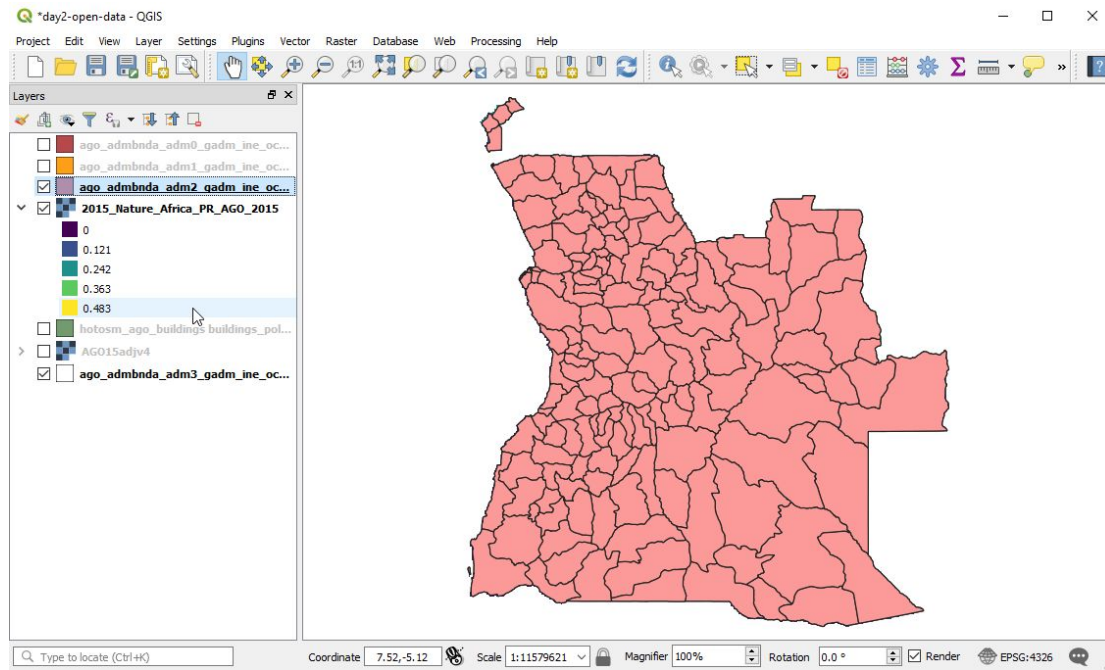 *day2-open-data - QGIS
Project Edit View Layer Settings Plugins Vector Raster Database Web Processing Help
Layers
ago_admbnda_adm0_gadm_ine_oc...
ago_admbnda_adm1_gadm_ine_oc...
ago_admbnda_adm2_gadm_ine_oc...
2015_Nature_Africa_PR_AGO_2015
0
0.121
0.242
0.363
0.483
hotosm_ago_buildings buildings_pol...
AGO15adjv4
ago_admbnda_adm3_gadm_ine_oc...
Type to locate (Ctrl+K) Coordinate 7.52,-5.12 Scale 1:11579621 Magnifier 100% Rotation 0.0 ° Render EPSG:4326